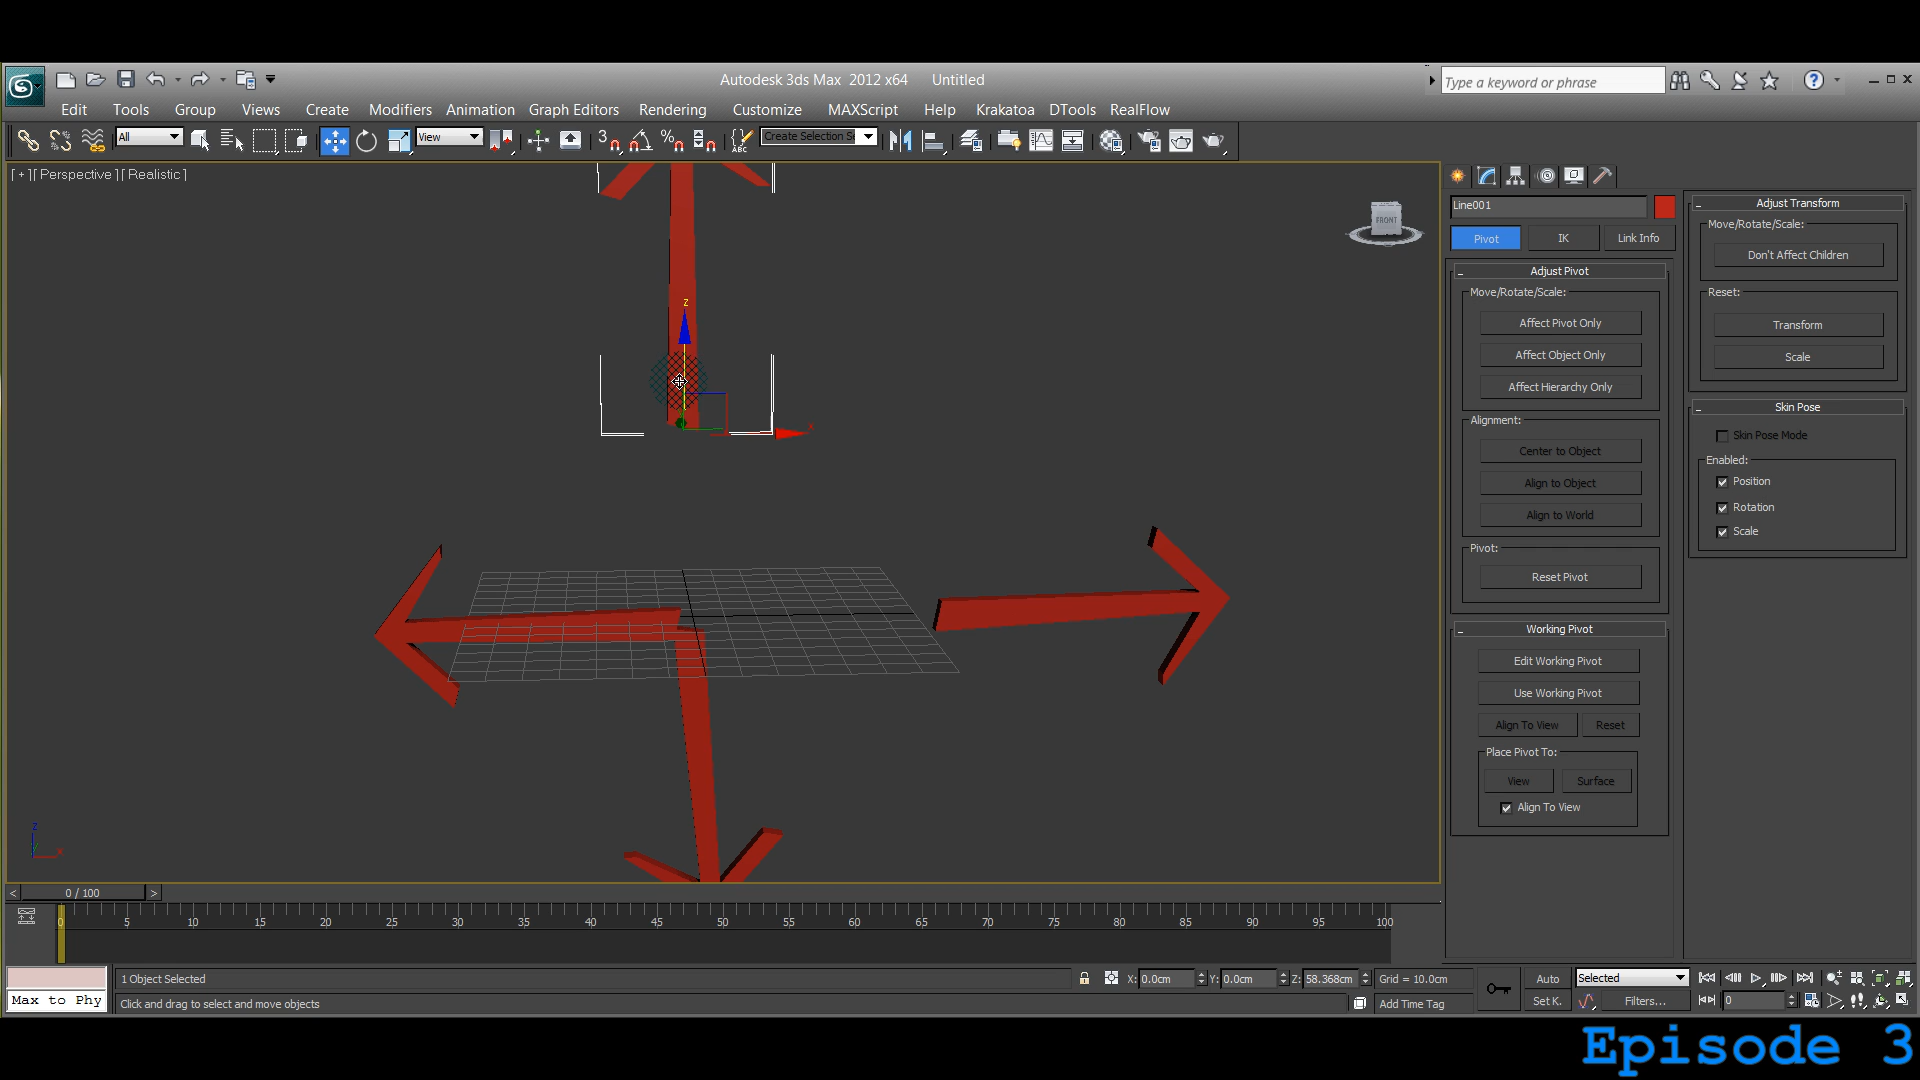 Autodesk 3ds Max 2012 x64 Untitled
Type a keyword or phrase
Edit Tools Group Views Create Modifiers Animation Graph Editors Rendering Customize MAXScript Help Krakatoa DTools RealFlow
All View 3 % ABC Create Selection Se
[ + ][ Perspective ][ Realistic ]
FRONT
z
x
z
x
Line001
Pivot IK Link Info
Adjust Pivot
Move/Rotate/Scale:
Affect Pivot Only
Affect Object Only
Affect Hierarchy Only
Alignment:
Center to Object
Align to Object
Align to World
Pivot:
Reset Pivot
Working Pivot
Edit Working Pivot
Use Working Pivot
Align To View Reset
Place Pivot To:
View Surface
Align To View
Adjust Transform
Move/Rotate/Scale:
Don't Affect Children
Reset:
Transform
Scale
Skin Pose
Skin Pose Mode
Enabled:
Position
Rotation
Scale
< 0 / 100 >
0 5 10 15 20 25 30 35 40 45 50 55 60 65 70 75 80 85 90 95 100
1 Object Selected X: 0.0cm Y: 0.0cm Z: 58.368cm Grid = 10.0cm Auto Selected
Max to Phy Click and drag to select and move objects Add Time Tag Set K. Filters... 0
Episode 3